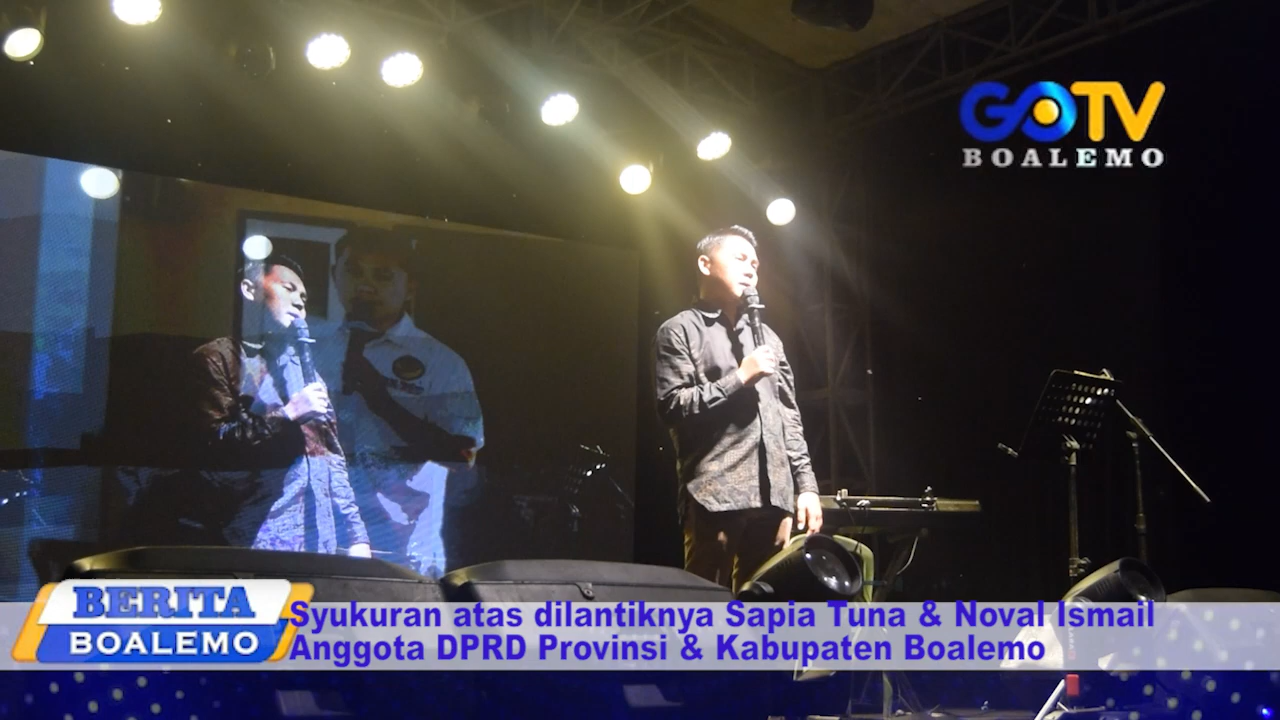 GOTV
BOALEMO
BERITA
BOALEMO
Syukuran atas dilantiknya Sapia Tuna & Noval Ismail
Anggota DPRD Provinsi & Kabupaten Boalemo